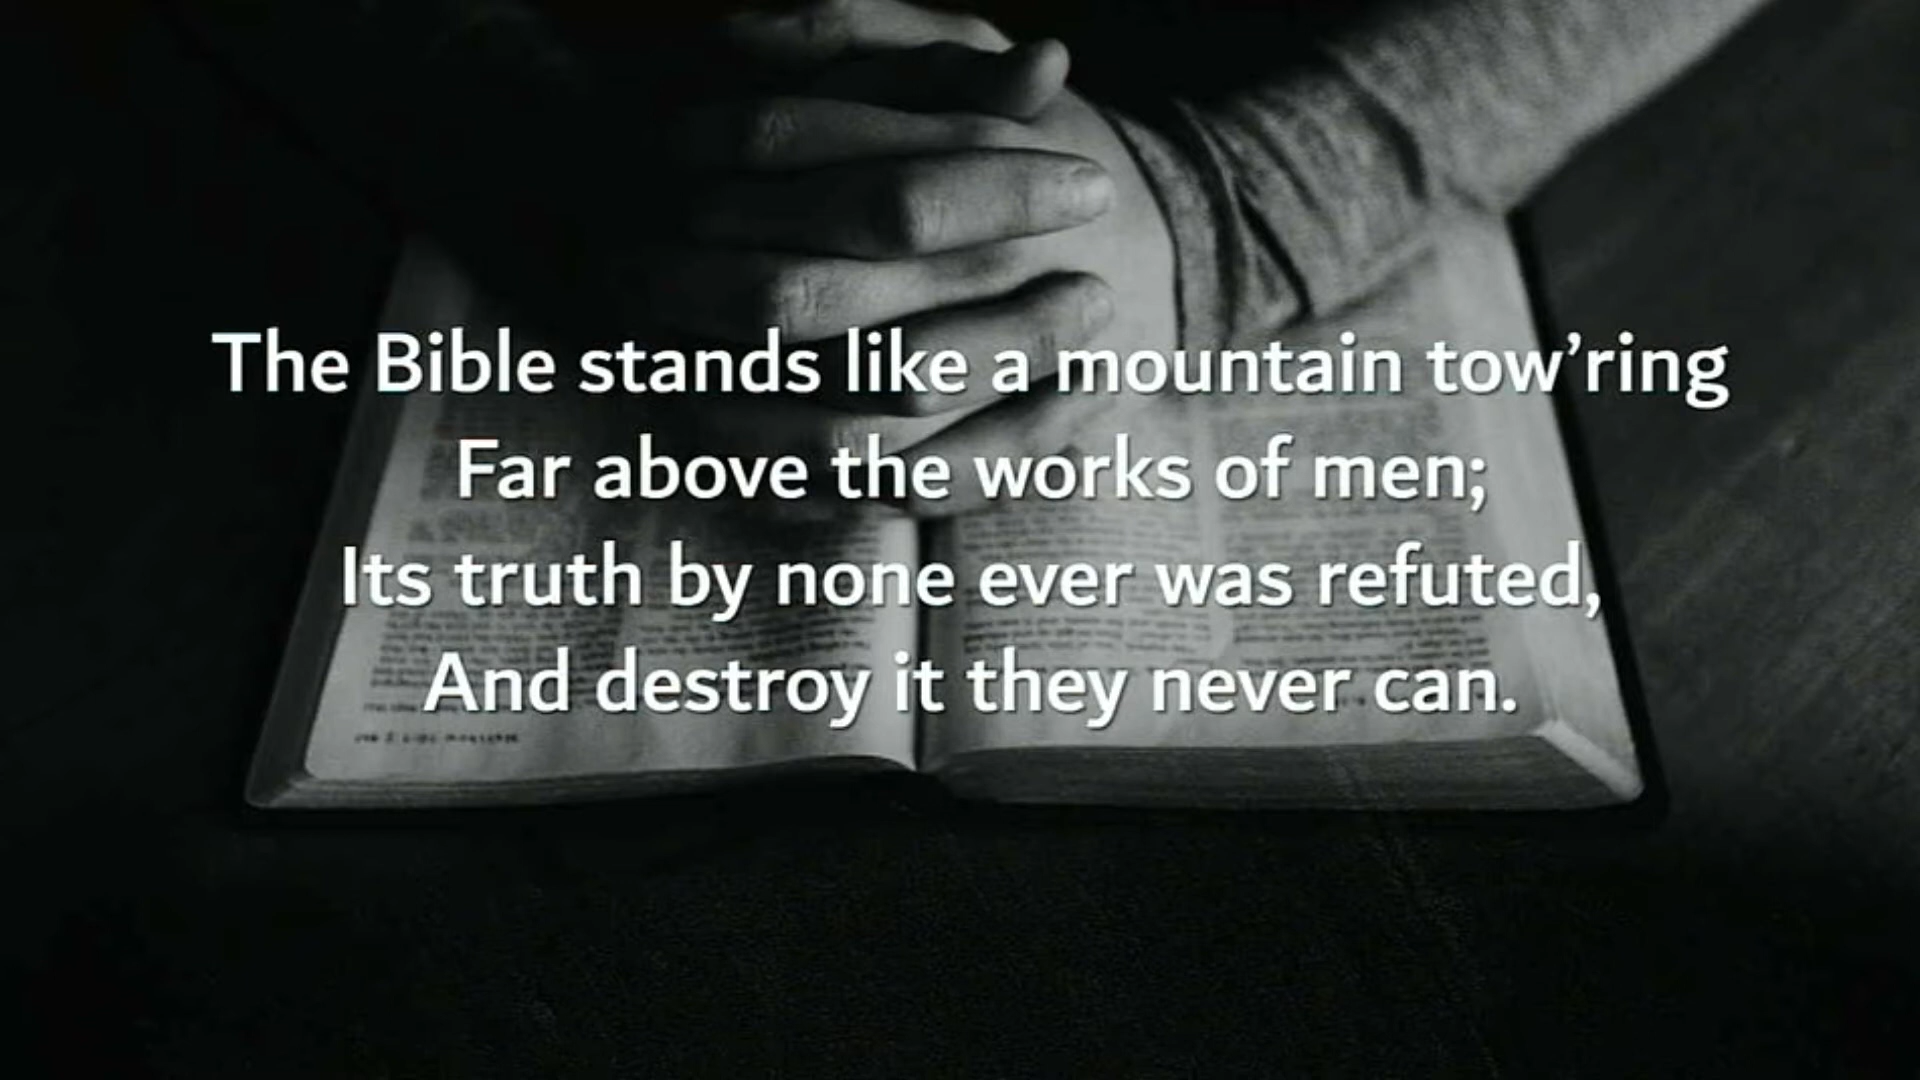 The Bible stands like a mountain tow’ring
Far above the works of men;
Its truth by none ever was refuted,
And destroy it they never can.